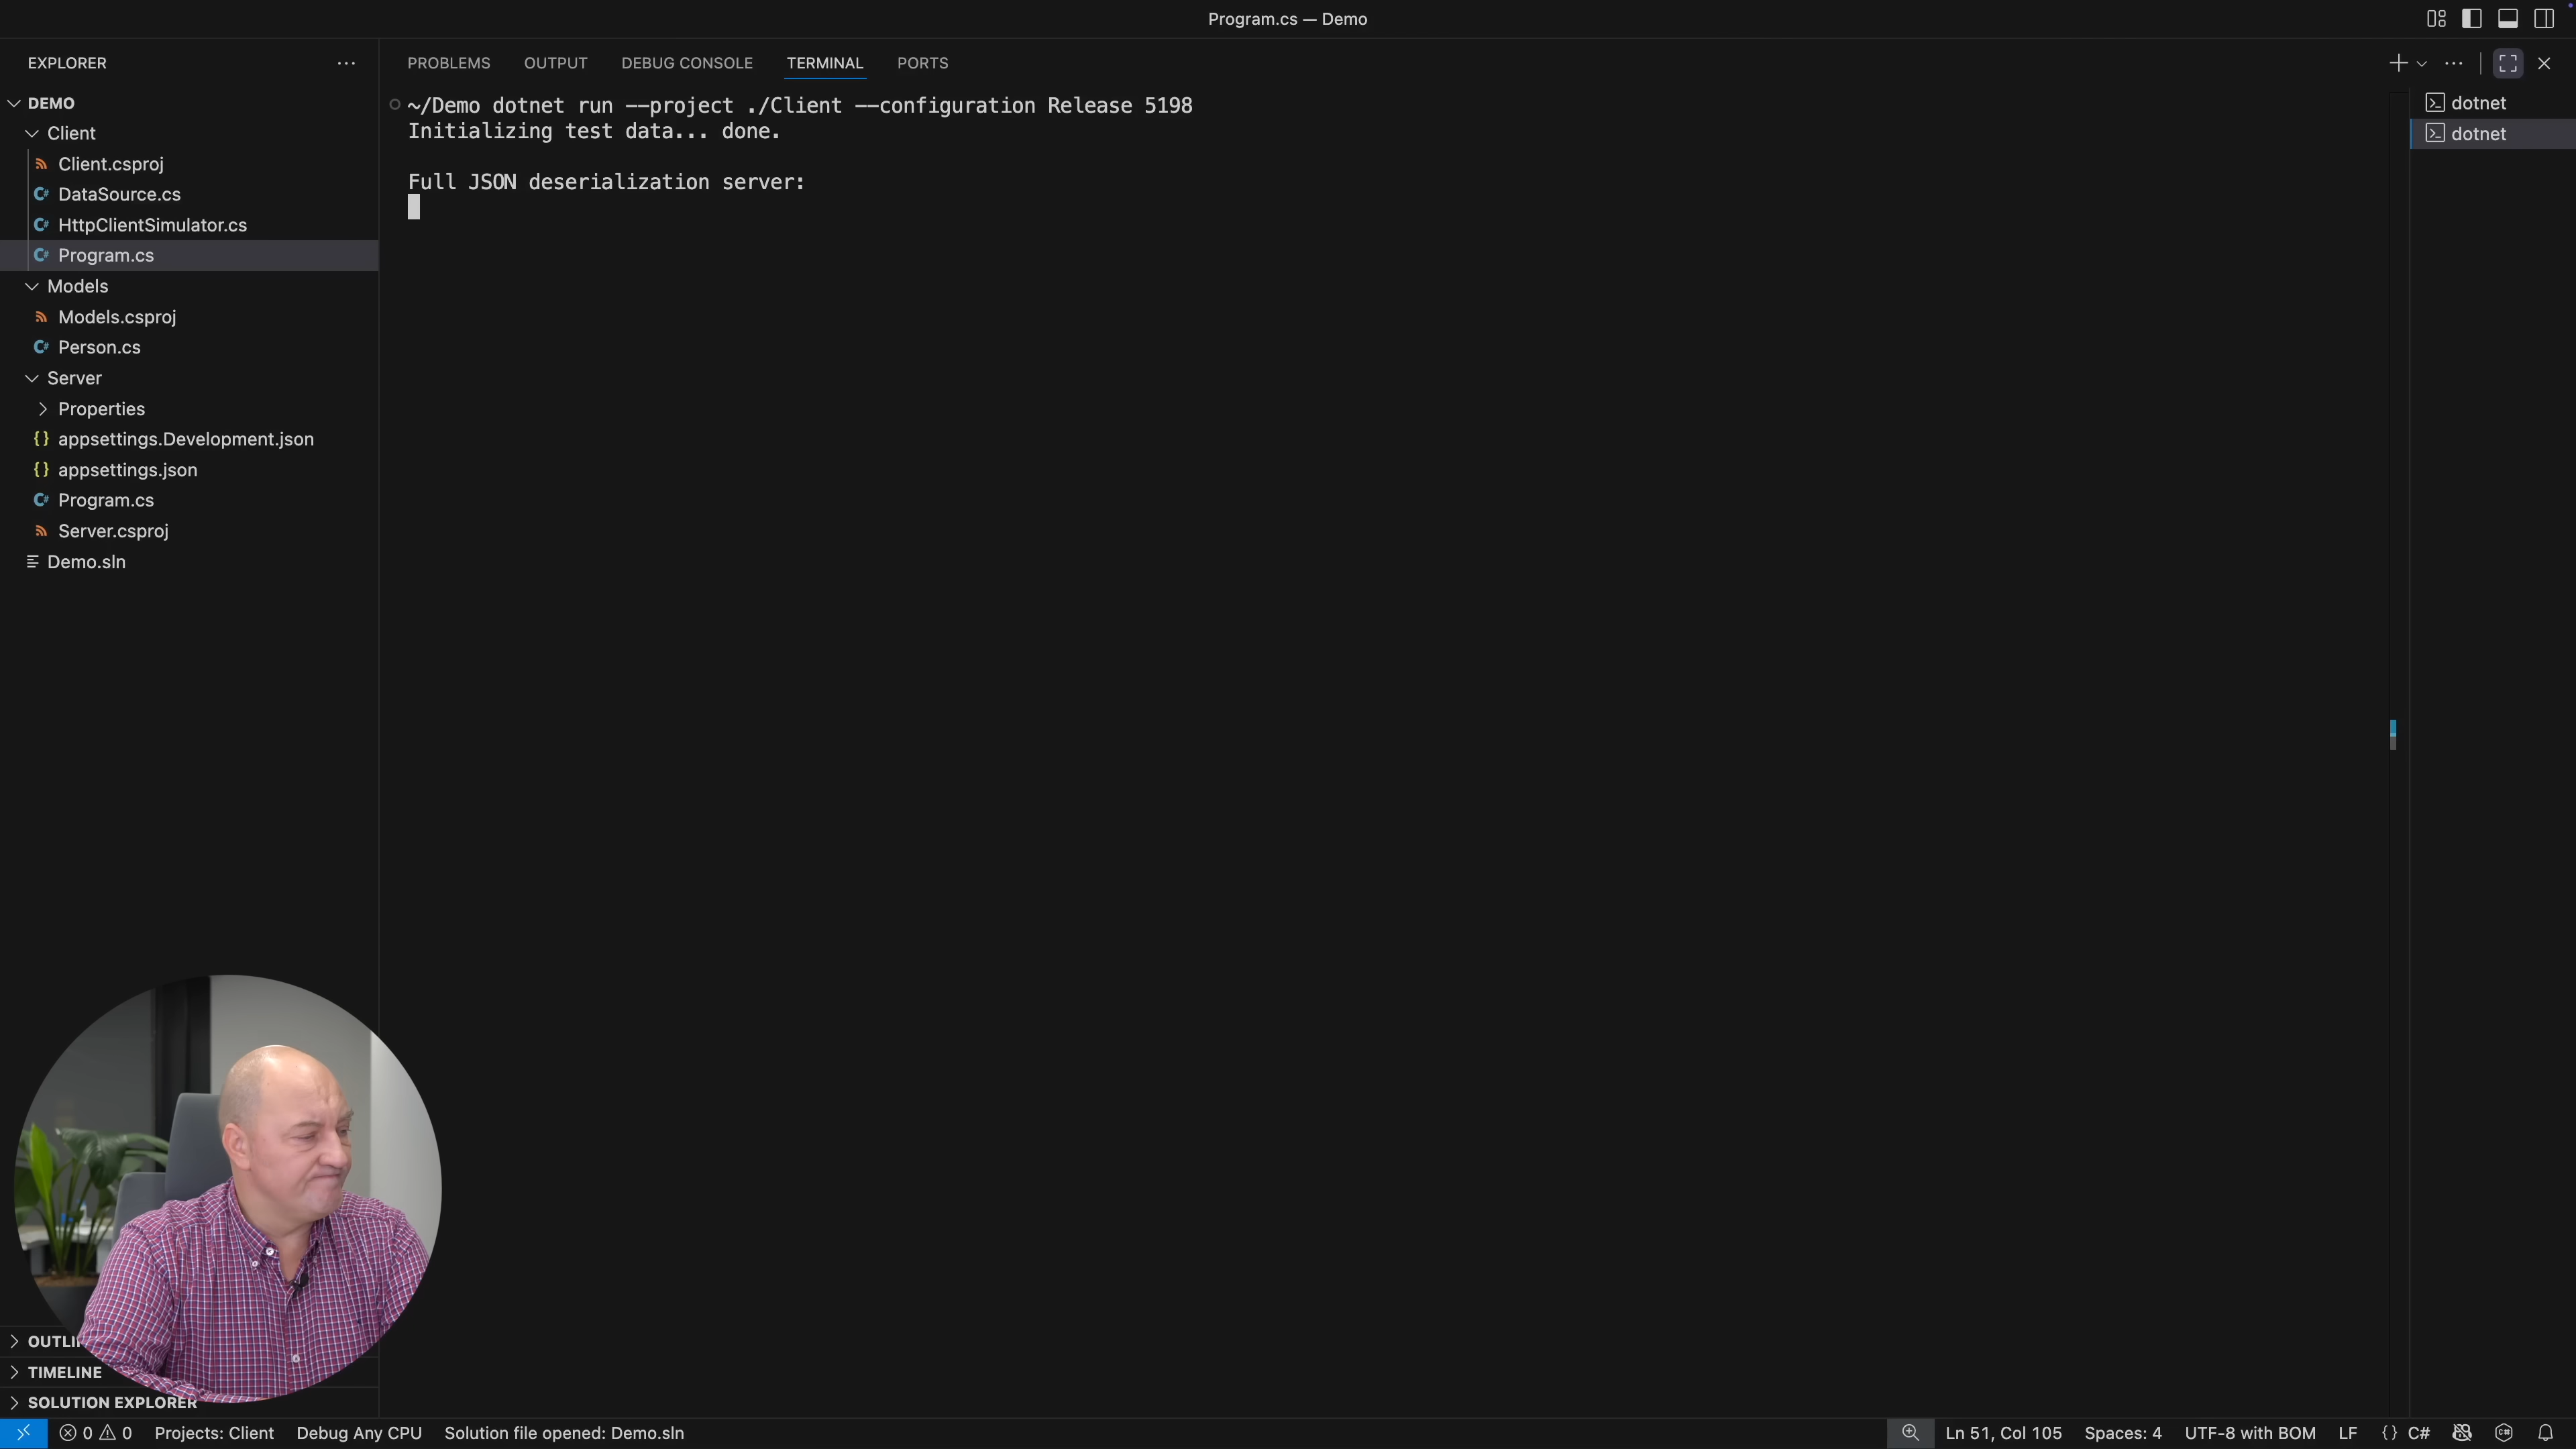 Program.cs — Demo
EXPLORER
DEMO
Client
Client.csproj
DataSource.cs
HttpClientSimulator.cs
Program.cs
Models
Models.csproj
Person.cs
Server
Properties
appsettings.Development.json
appsettings.json
Program.cs
Server.csproj
Demo.sln
TIMELINE
SOLUTION EXPLORER
PROBLEMS OUTPUT DEBUG CONSOLE TERMINAL PORTS
~/Demo dotnet run --project ./Client --configuration Release 5198
Initializing test data... done.
Full JSON deserialization server:
dotnet
dotnet
0 0 Projects: Client Debug Any CPU Solution file opened: Demo.sln
Ln 51, Col 105 Spaces: 4 UTF-8 with BOM LF {} C#